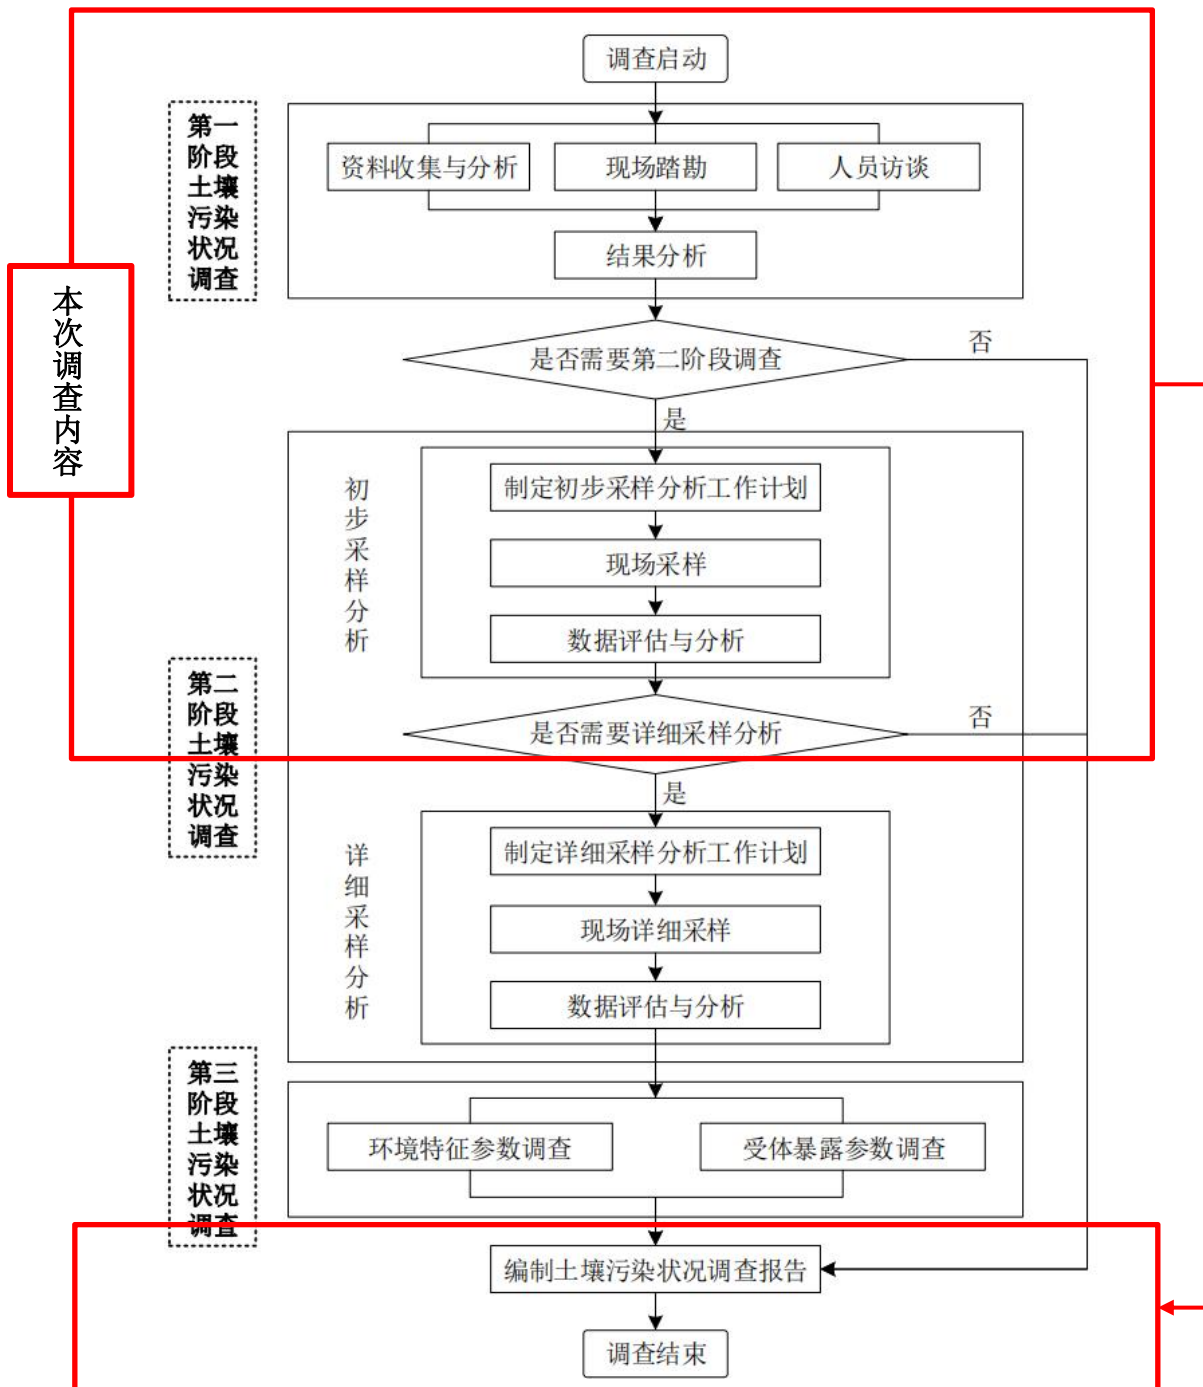 调查启动
第一
阶段
土壤
污染
状况
调查
资料收集与分析
现场踏勘
人员访谈
结果分析
本次调查内容
是否需要第二阶段调查
否
是
初步采样分析
制定初步采样分析工作计划
现场采样
数据评估与分析
第二
阶段
土壤
污染
状况
调查
是否需要详细采样分析
否
是
详细采样分析
制定详细采样分析工作计划
现场详细采样
数据评估与分析
第三
阶段
土壤
污染
状况
调查
环境特征参数调查
受体暴露参数调查
编制土壤污染状况调查报告
调查结束